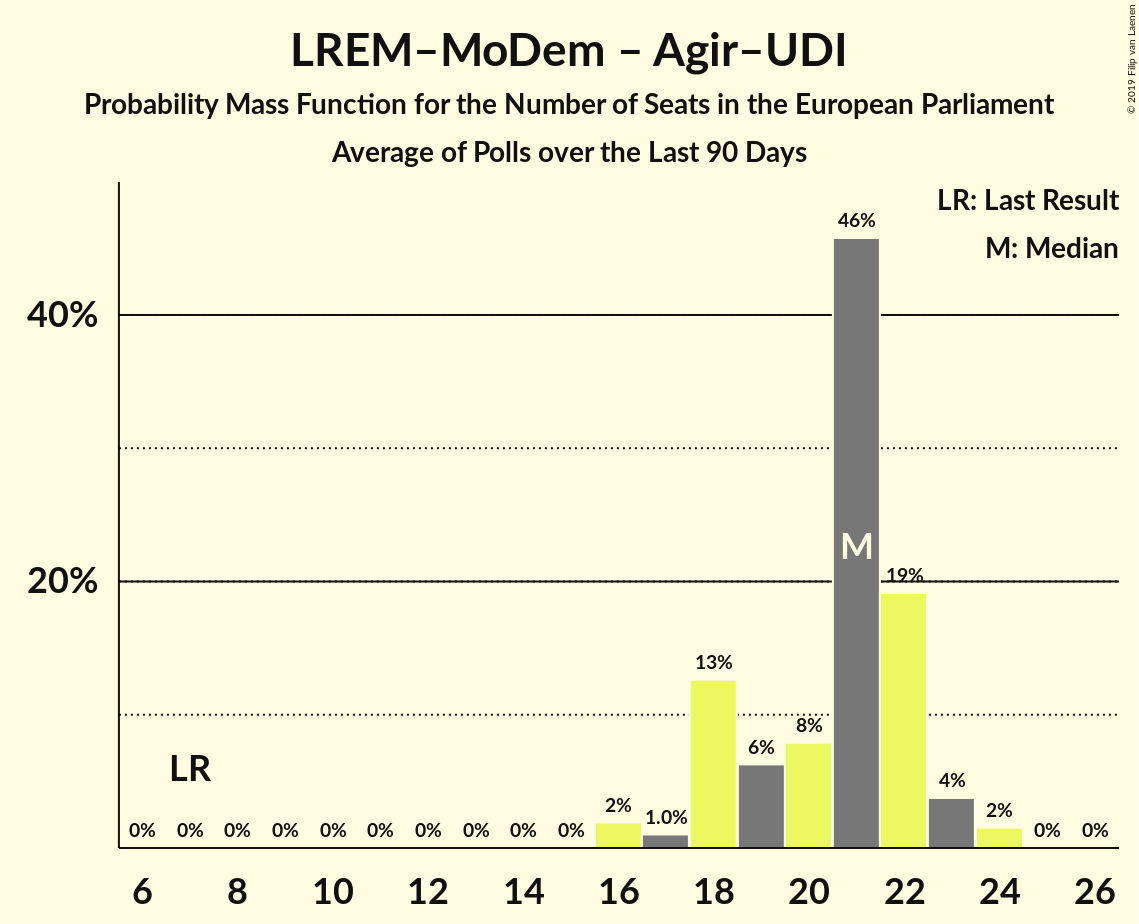 LREM–MoDem – Agir–UDI
Probability Mass Function for the Number of Seats in the European Parliament
Average of Polls over the Last 90 Days
© 2019 Filip van Laenen
LR: Last Result
M: Median
46%
40%
M
20%
19%
13%
8%
6%
LR
4%
2%
1.0%
2%
0% 0% 0% 0% 0% 0% 0% 0% 0% 0% 0% 0%
6 8 10 12 14 16 18 20 22 24 26